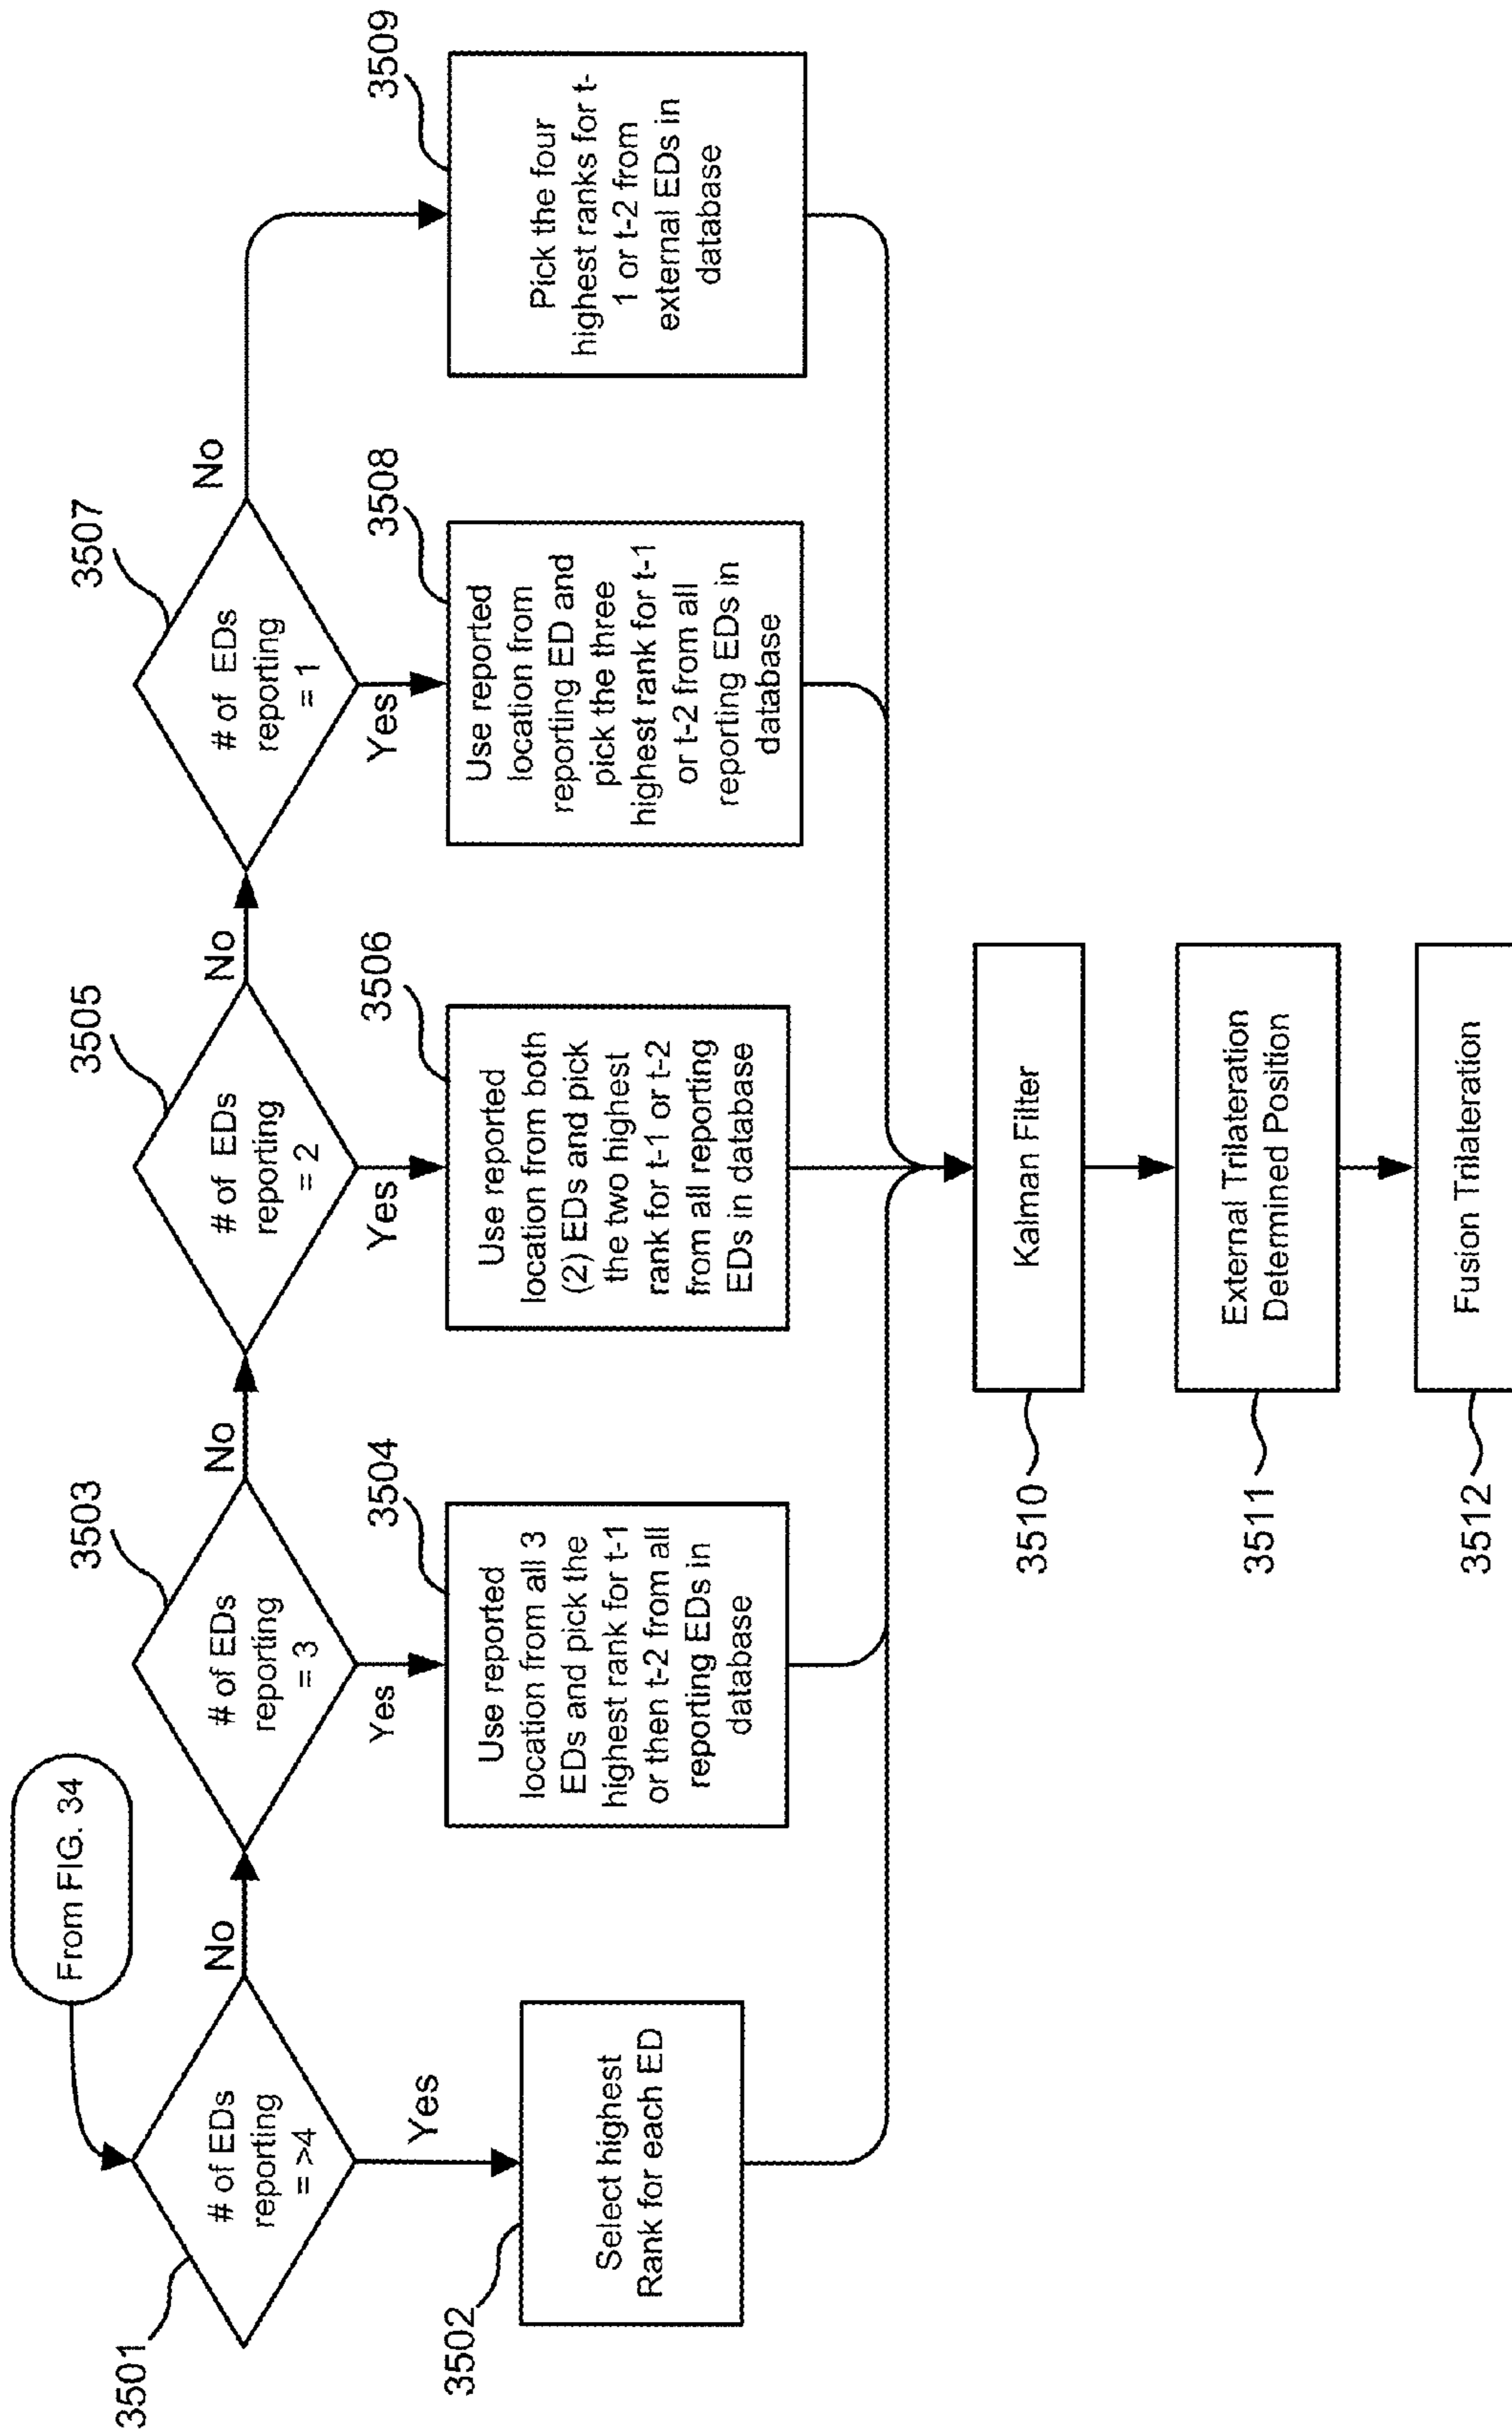 From FIG. 34
3501
# of EDs
reporting
= >4
Yes
No
3502
Select highest
Rank for each ED
3503
# of EDs
reporting
= 3
Yes
No
3504
Use reported
location from all 3
EDs and pick the
highest rank for t-1
or then t-2 from all
reporting EDs in
database
3505
# of EDs
reporting
= 2
Yes
No
3506
Use reported
location from both
(2) EDs and pick
the two highest
rank for t-1 or t-2
from all reporting
EDs in database
3507
# of EDs
reporting
= 1
Yes
No
3508
Use reported
location from
reporting ED and
pick the three
highest rank for t-1
or t-2 from all
reporting EDs in
database
3509
Pick the four
highest ranks for t-
1 or t-2 from
external EDs in
database
3510
Kalman Filter
3511
External Trilateration
Determined Position
3512
Fusion Trilateration